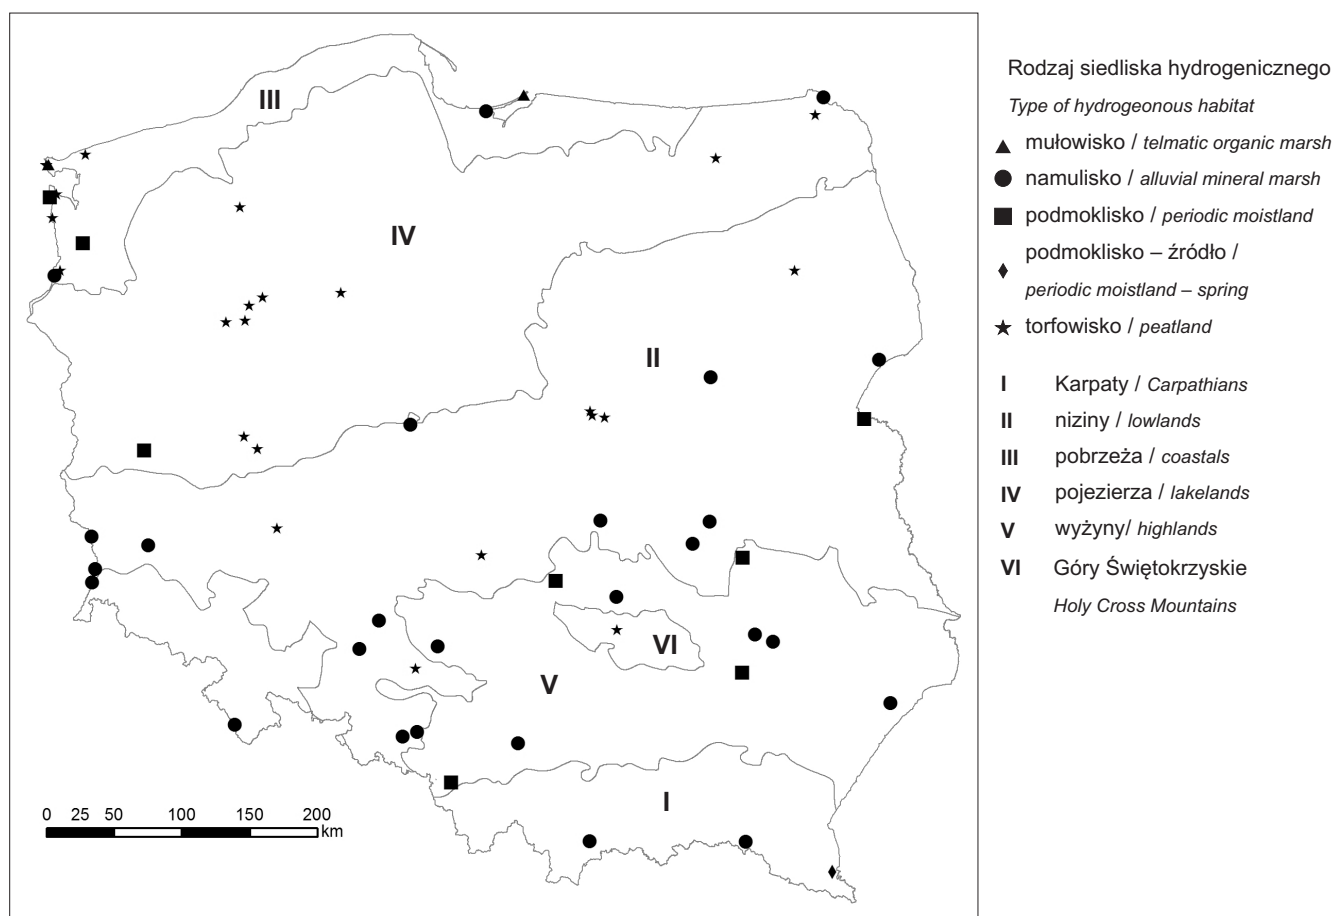 III
IV
II
VI
V
I
0 25 50 100 150 200
km
Rodzaj siedliska hydrogenicznego
Type of hydrogeonous habitat
mułowisko / telmatic organic marsh
namulisko / alluvial mineral marsh
podmoklisko / periodic moistland
podmoklisko – źródło /
periodic moistland – spring
torfowisko / peatland
I Karpaty / Carpathians
II niziny / lowlands
III pobrzeża / coastals
IV pojezierza / lakelands
V wyżyny/ highlands
VI Góry Świętokrzyskie
Holy Cross Mountains